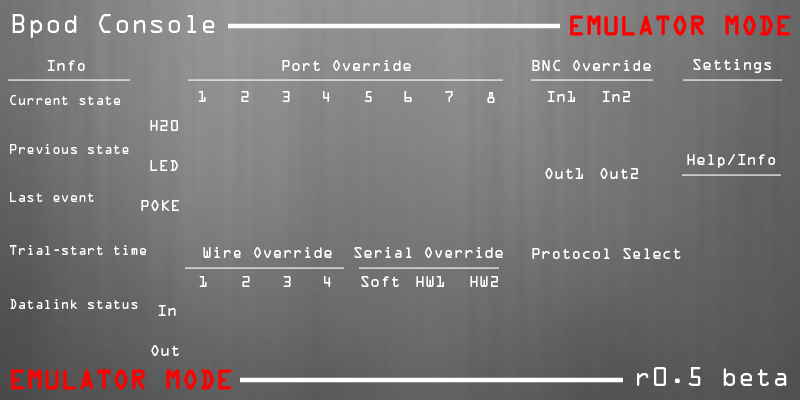 Bpod Console EMULATOR MODE
Info Port Override BNC Override Settings
Current state 1 2 3 4 5 6 7 8 In1 In2
H2O
Previous state
LED Help/Info
Out1 Out2
Last event
POKE
Trial-start time Wire Override Serial Override Protocol Select
1 2 3 4 Soft HW1 HW2
Datalink status In
Out
EMULATOR MODE r0.5 beta